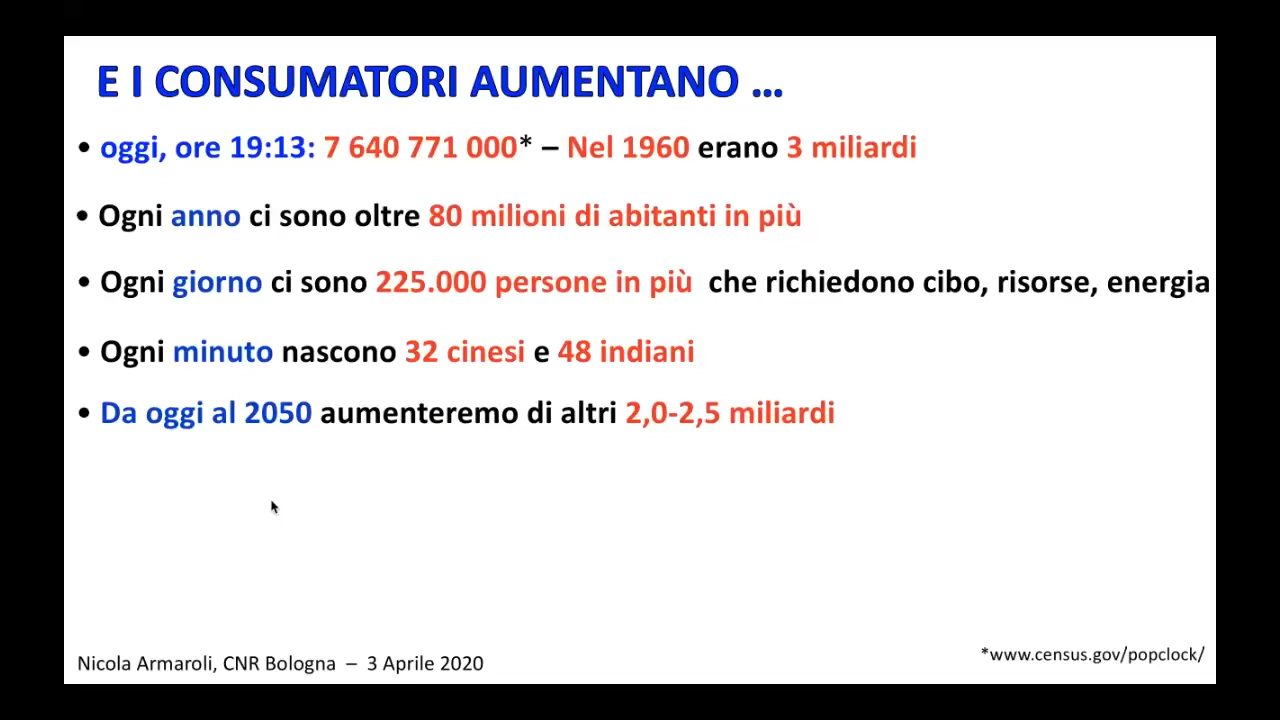 E I CONSUMATORI AUMENTANO ...
• oggi, ore 19:13: 7 640 771 000* – Nel 1960 erano 3 miliardi
• Ogni anno ci sono oltre 80 milioni di abitanti in più
• Ogni giorno ci sono 225.000 persone in più che richiedono cibo, risorse, energia
• Ogni minuto nascono 32 cinesi e 48 indiani
• Da oggi al 2050 aumenteremo di altri 2,0-2,5 miliardi
*www.census.gov/popclock/
Nicola Armaroli, CNR Bologna – 3 Aprile 2020